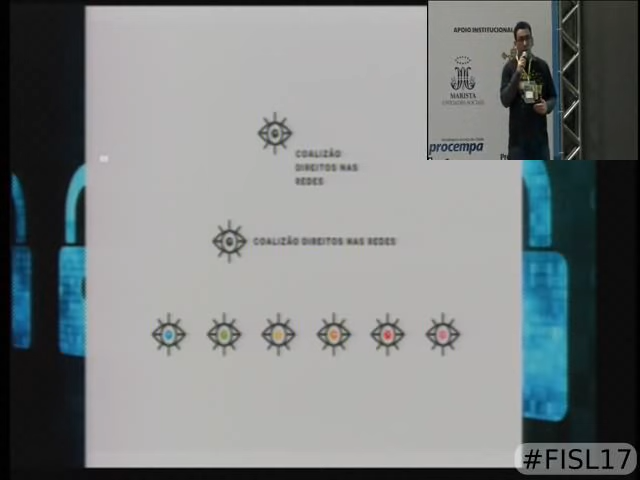 APOIO INSTITUCIONAL
MARISTA
procempa
COALIZÃO
DIREITOS NAS
REDES
COALIZÃO DIREITOS NAS REDES
#FISL17